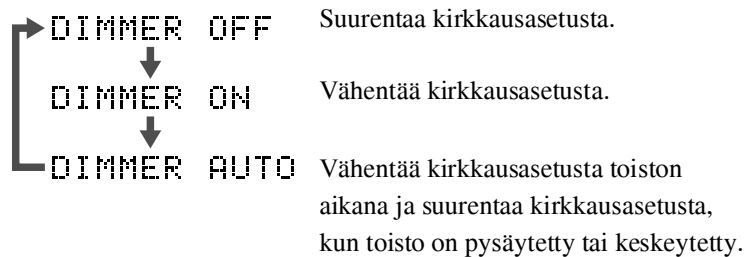 DIMMER OFF Suurentaa kirkkausasetusta.
DIMMER ON Vähentää kirkkausasetusta.
DIMMER AUTO Vähentää kirkkausasetusta toiston
aikana ja suurentaa kirkkausasetusta,
kun toisto on pysäytetty tai keskeytetty.